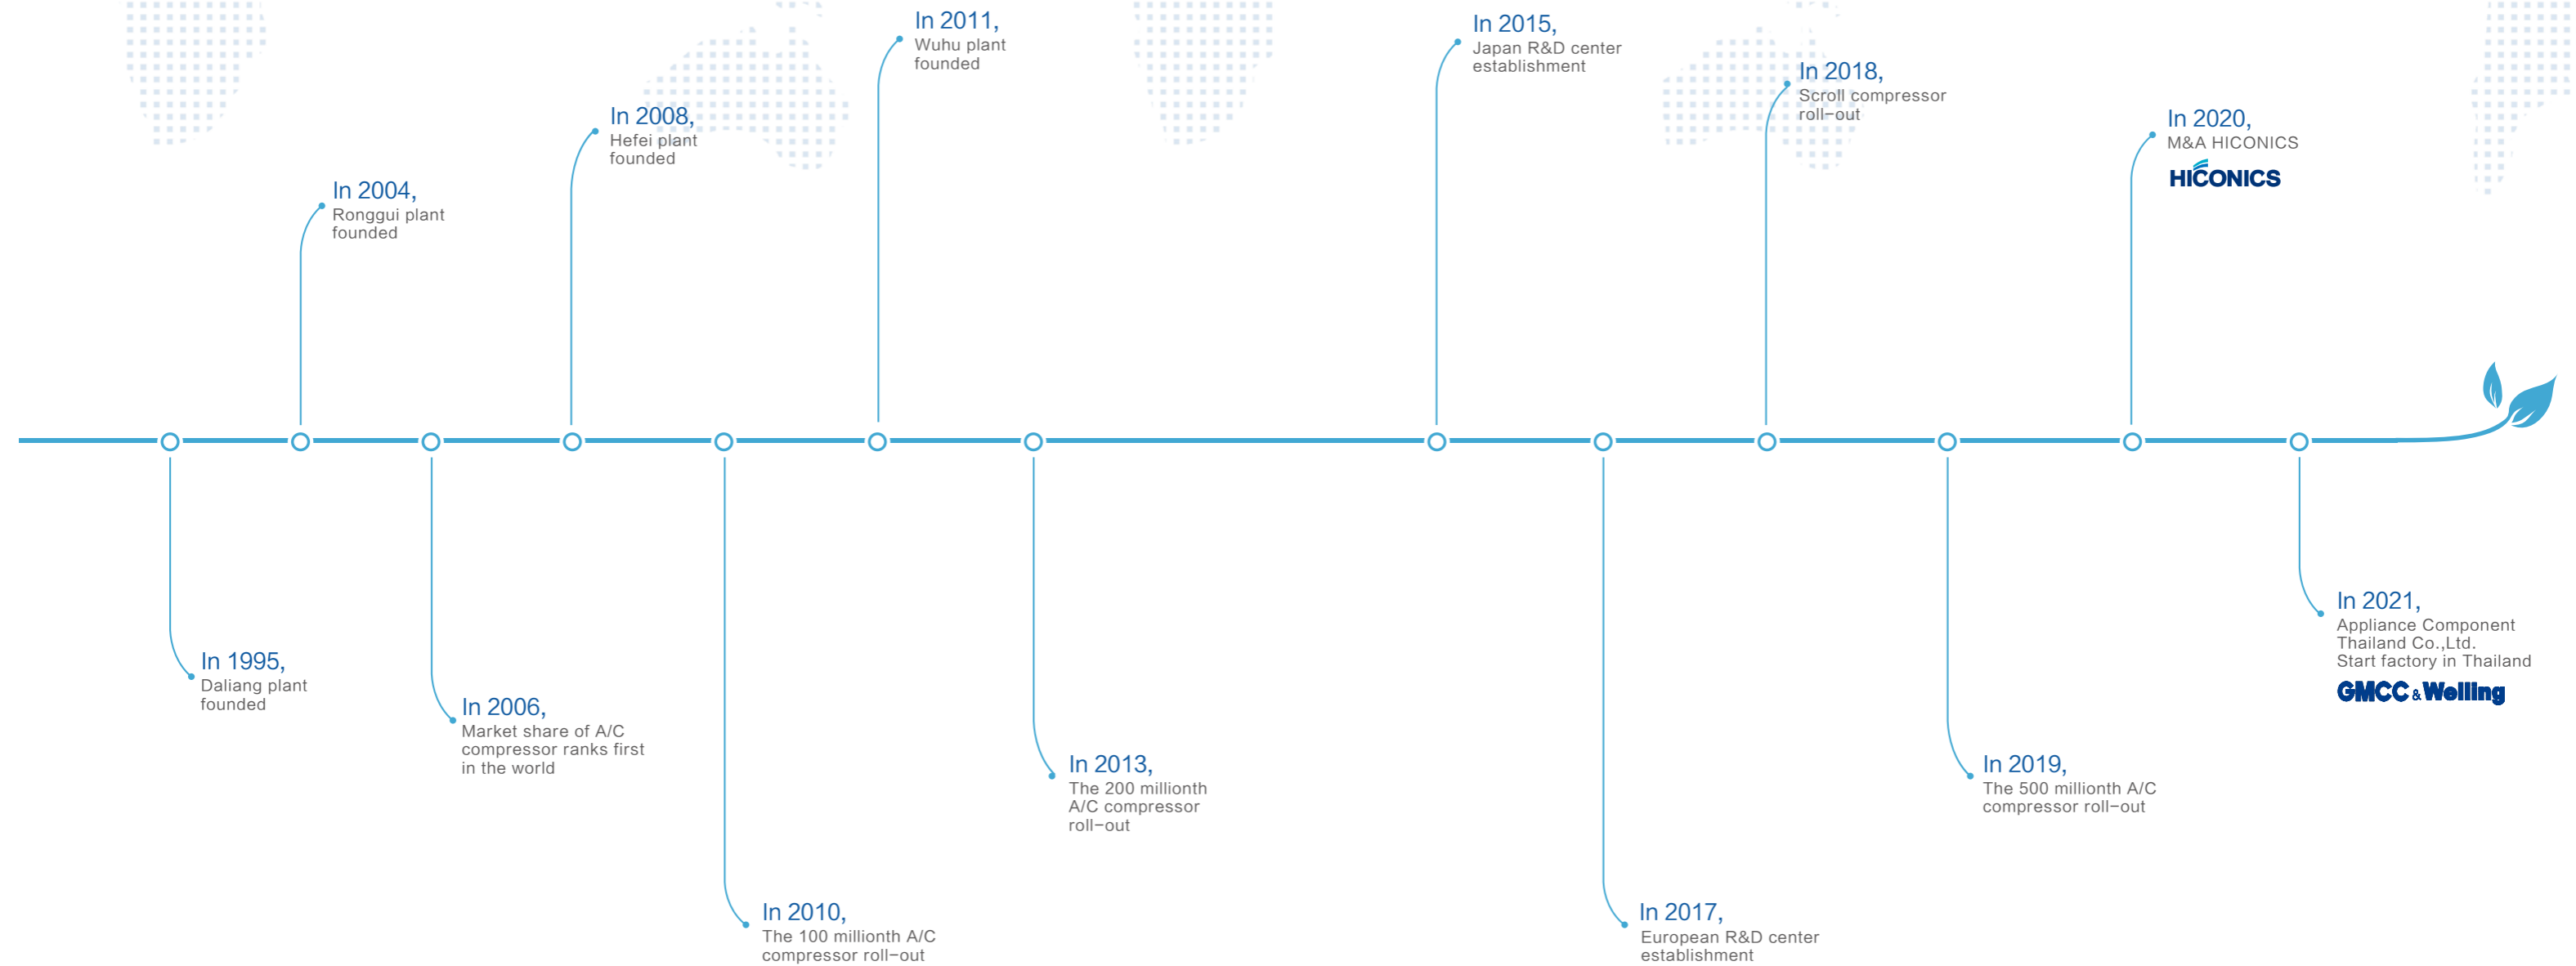 In 1995,
Daliang plant
founded
In 2004,
Ronggui plant
founded
In 2006,
Market share of A/C
compressor ranks first
in the world
In 2008,
Hefei plant
founded
In 2010,
The 100 millionth A/C
compressor roll-out
In 2011,
Wuhu plant
founded
In 2013,
The 200 millionth
A/C compressor
roll-out
In 2015,
Japan R&D center
establishment
In 2017,
European R&D center
establishment
In 2018,
Scroll compressor
roll-out
In 2019,
The 500 millionth A/C
compressor roll-out
In 2020,
M&A HICONICS
HICONICS
In 2021,
Appliance Component
Thailand Co.,Ltd.
Start factory in Thailand
GMCC & Welling